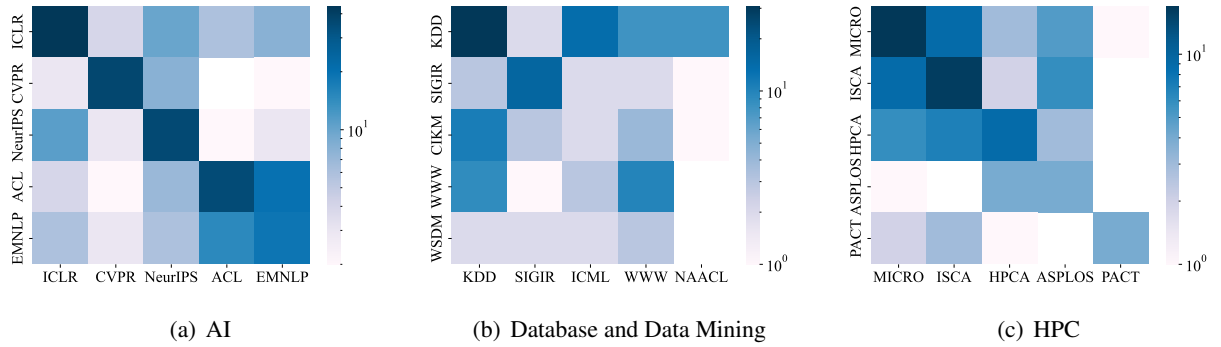 ICLR
CVPR
NeurIPS
ACL
EMNLP
ICLR CVPR NeurIPS ACL EMNLP
10^1
(a) AI
KDD
SIGIR
CIKM
WWW
WSDM
KDD SIGIR ICML WWW NAACL
10^1
10^0
(b) Database and Data Mining
MICRO
ISCA
HPCA
ASPLOS
PACT
MICRO ISCA HPCA ASPLOS PACT
10^1
10^0
(c) HPC